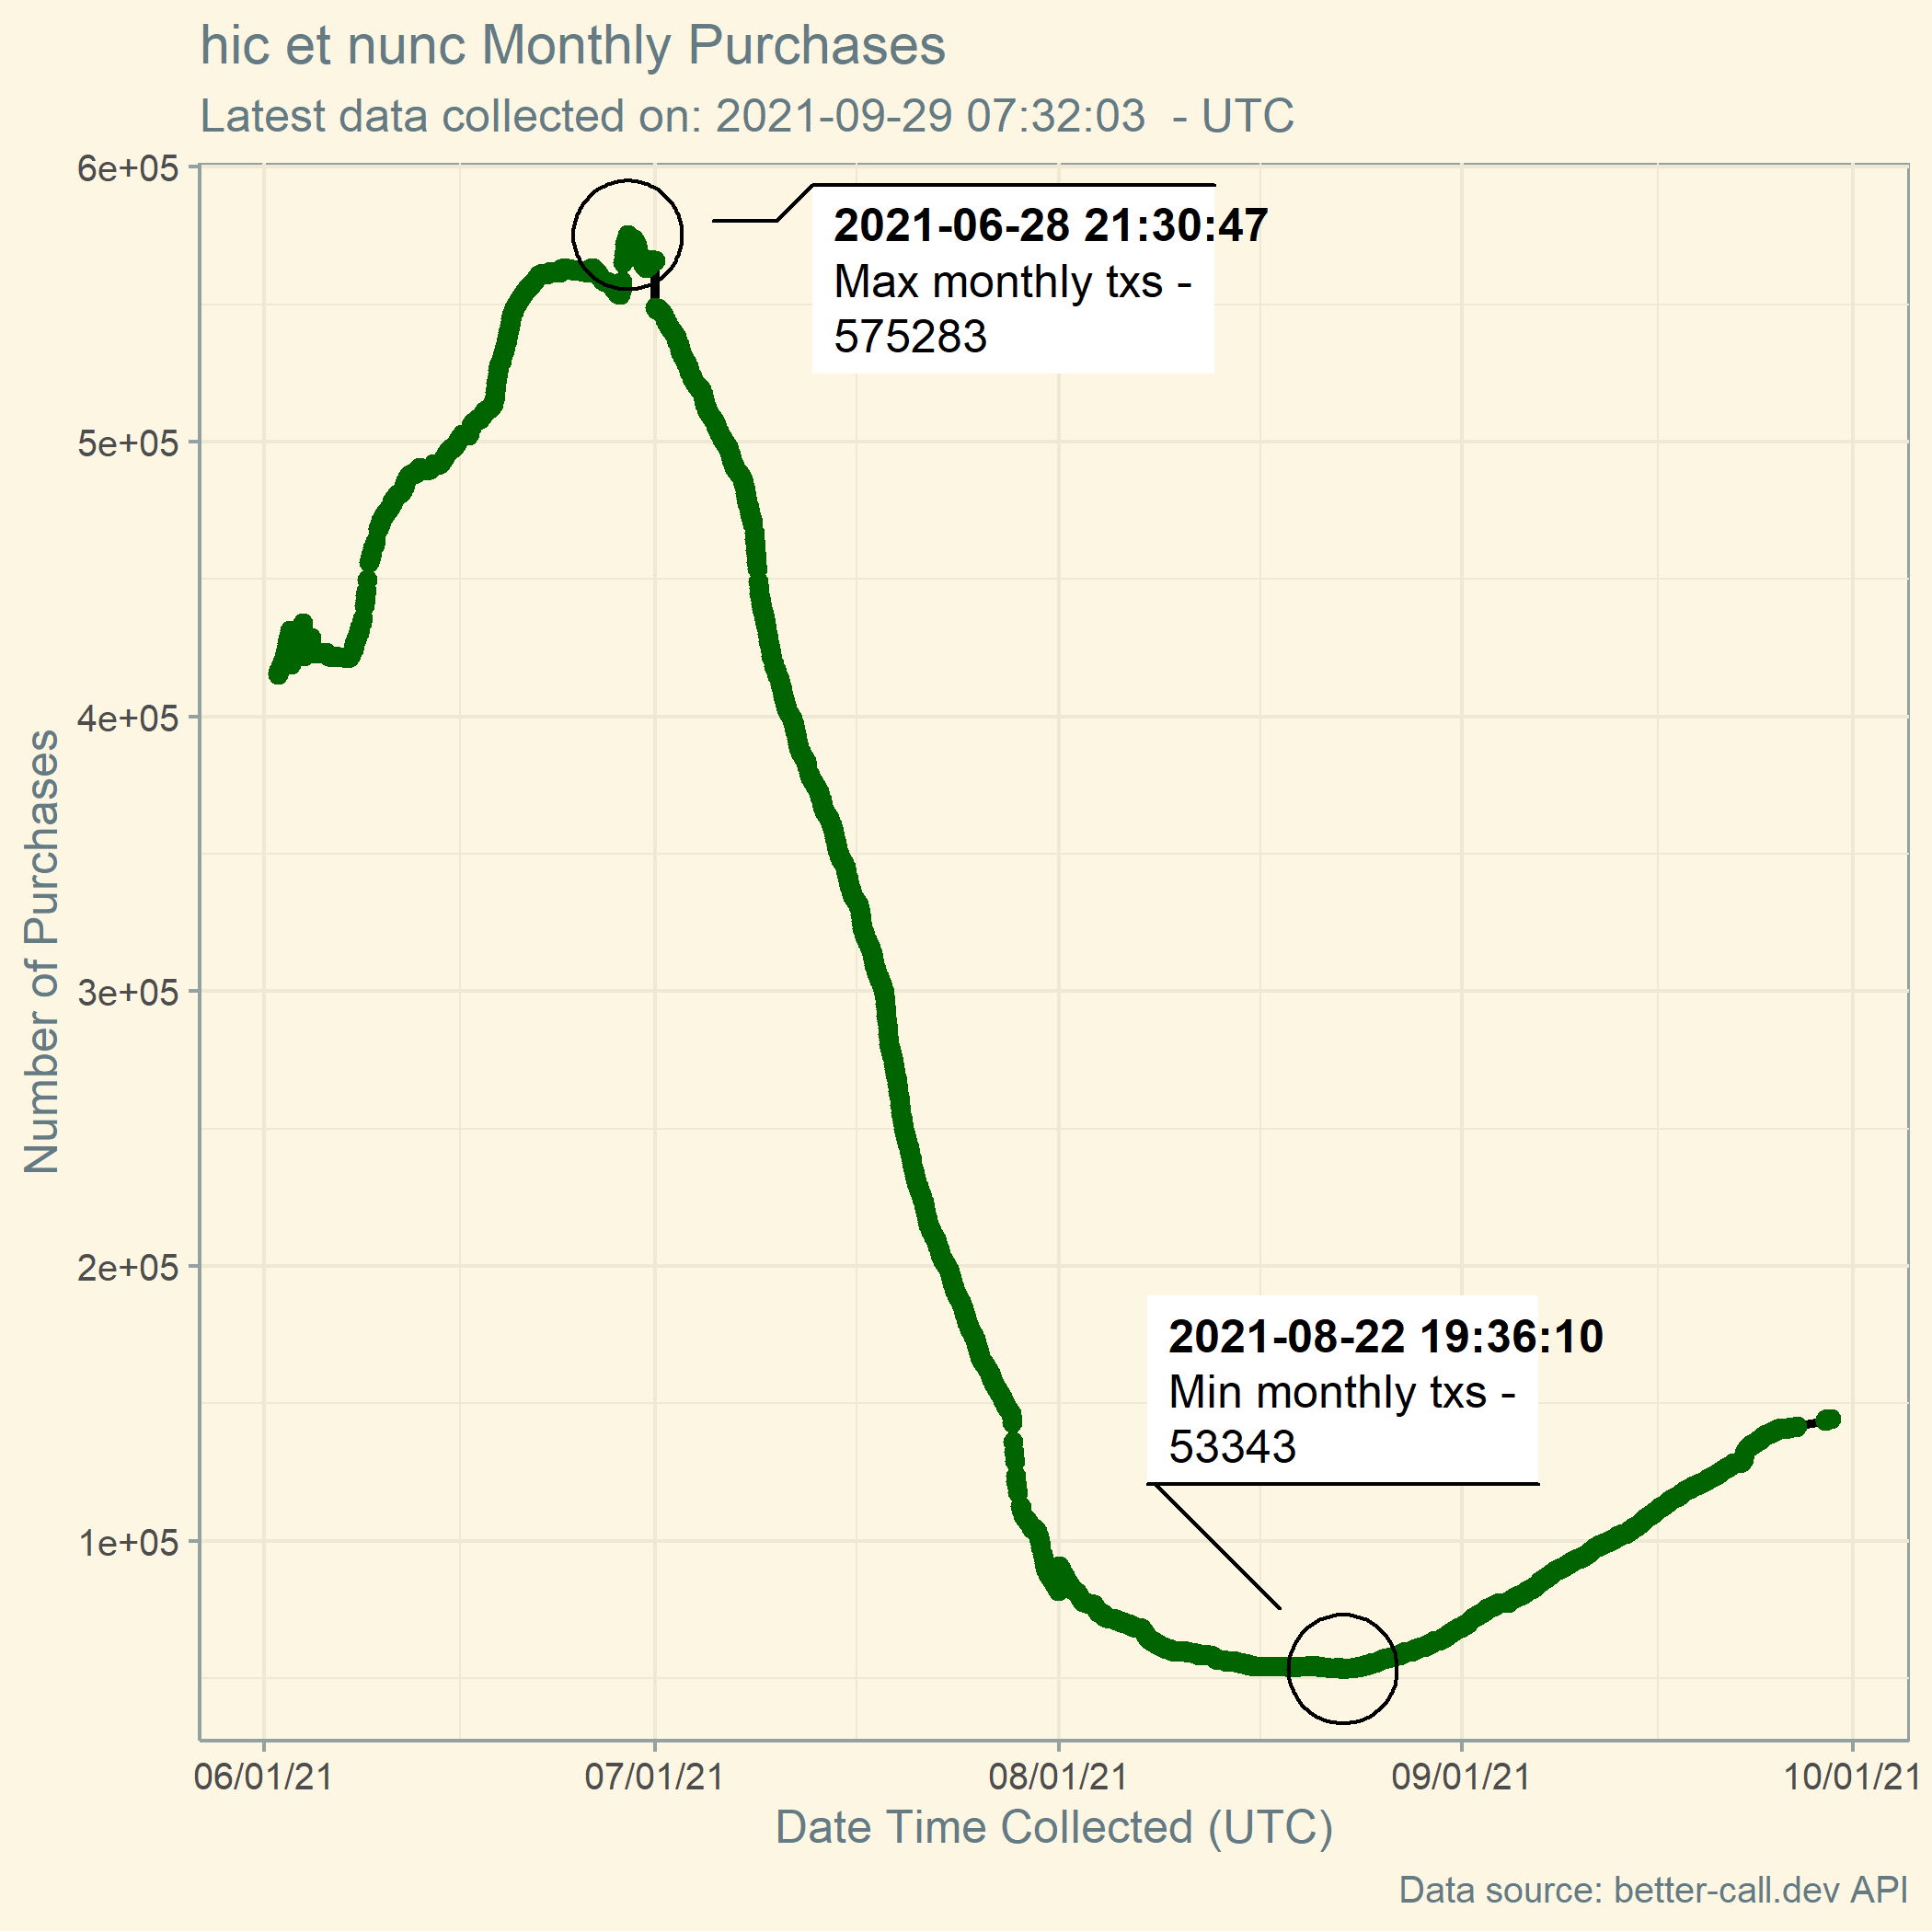 hic et nunc Monthly Purchases
Latest data collected on: 2021-09-29 07:32:03  - UTC
6e+05
5e+05
4e+05
3e+05
2e+05
1e+05
Number of Purchases
2021-06-28 21:30:47
Max monthly txs -
575283
2021-08-22 19:36:10
Min monthly txs -
53343
06/01/21
07/01/21
08/01/21
09/01/21
10/01/21
Date Time Collected (UTC)
Data source: better-call.dev API